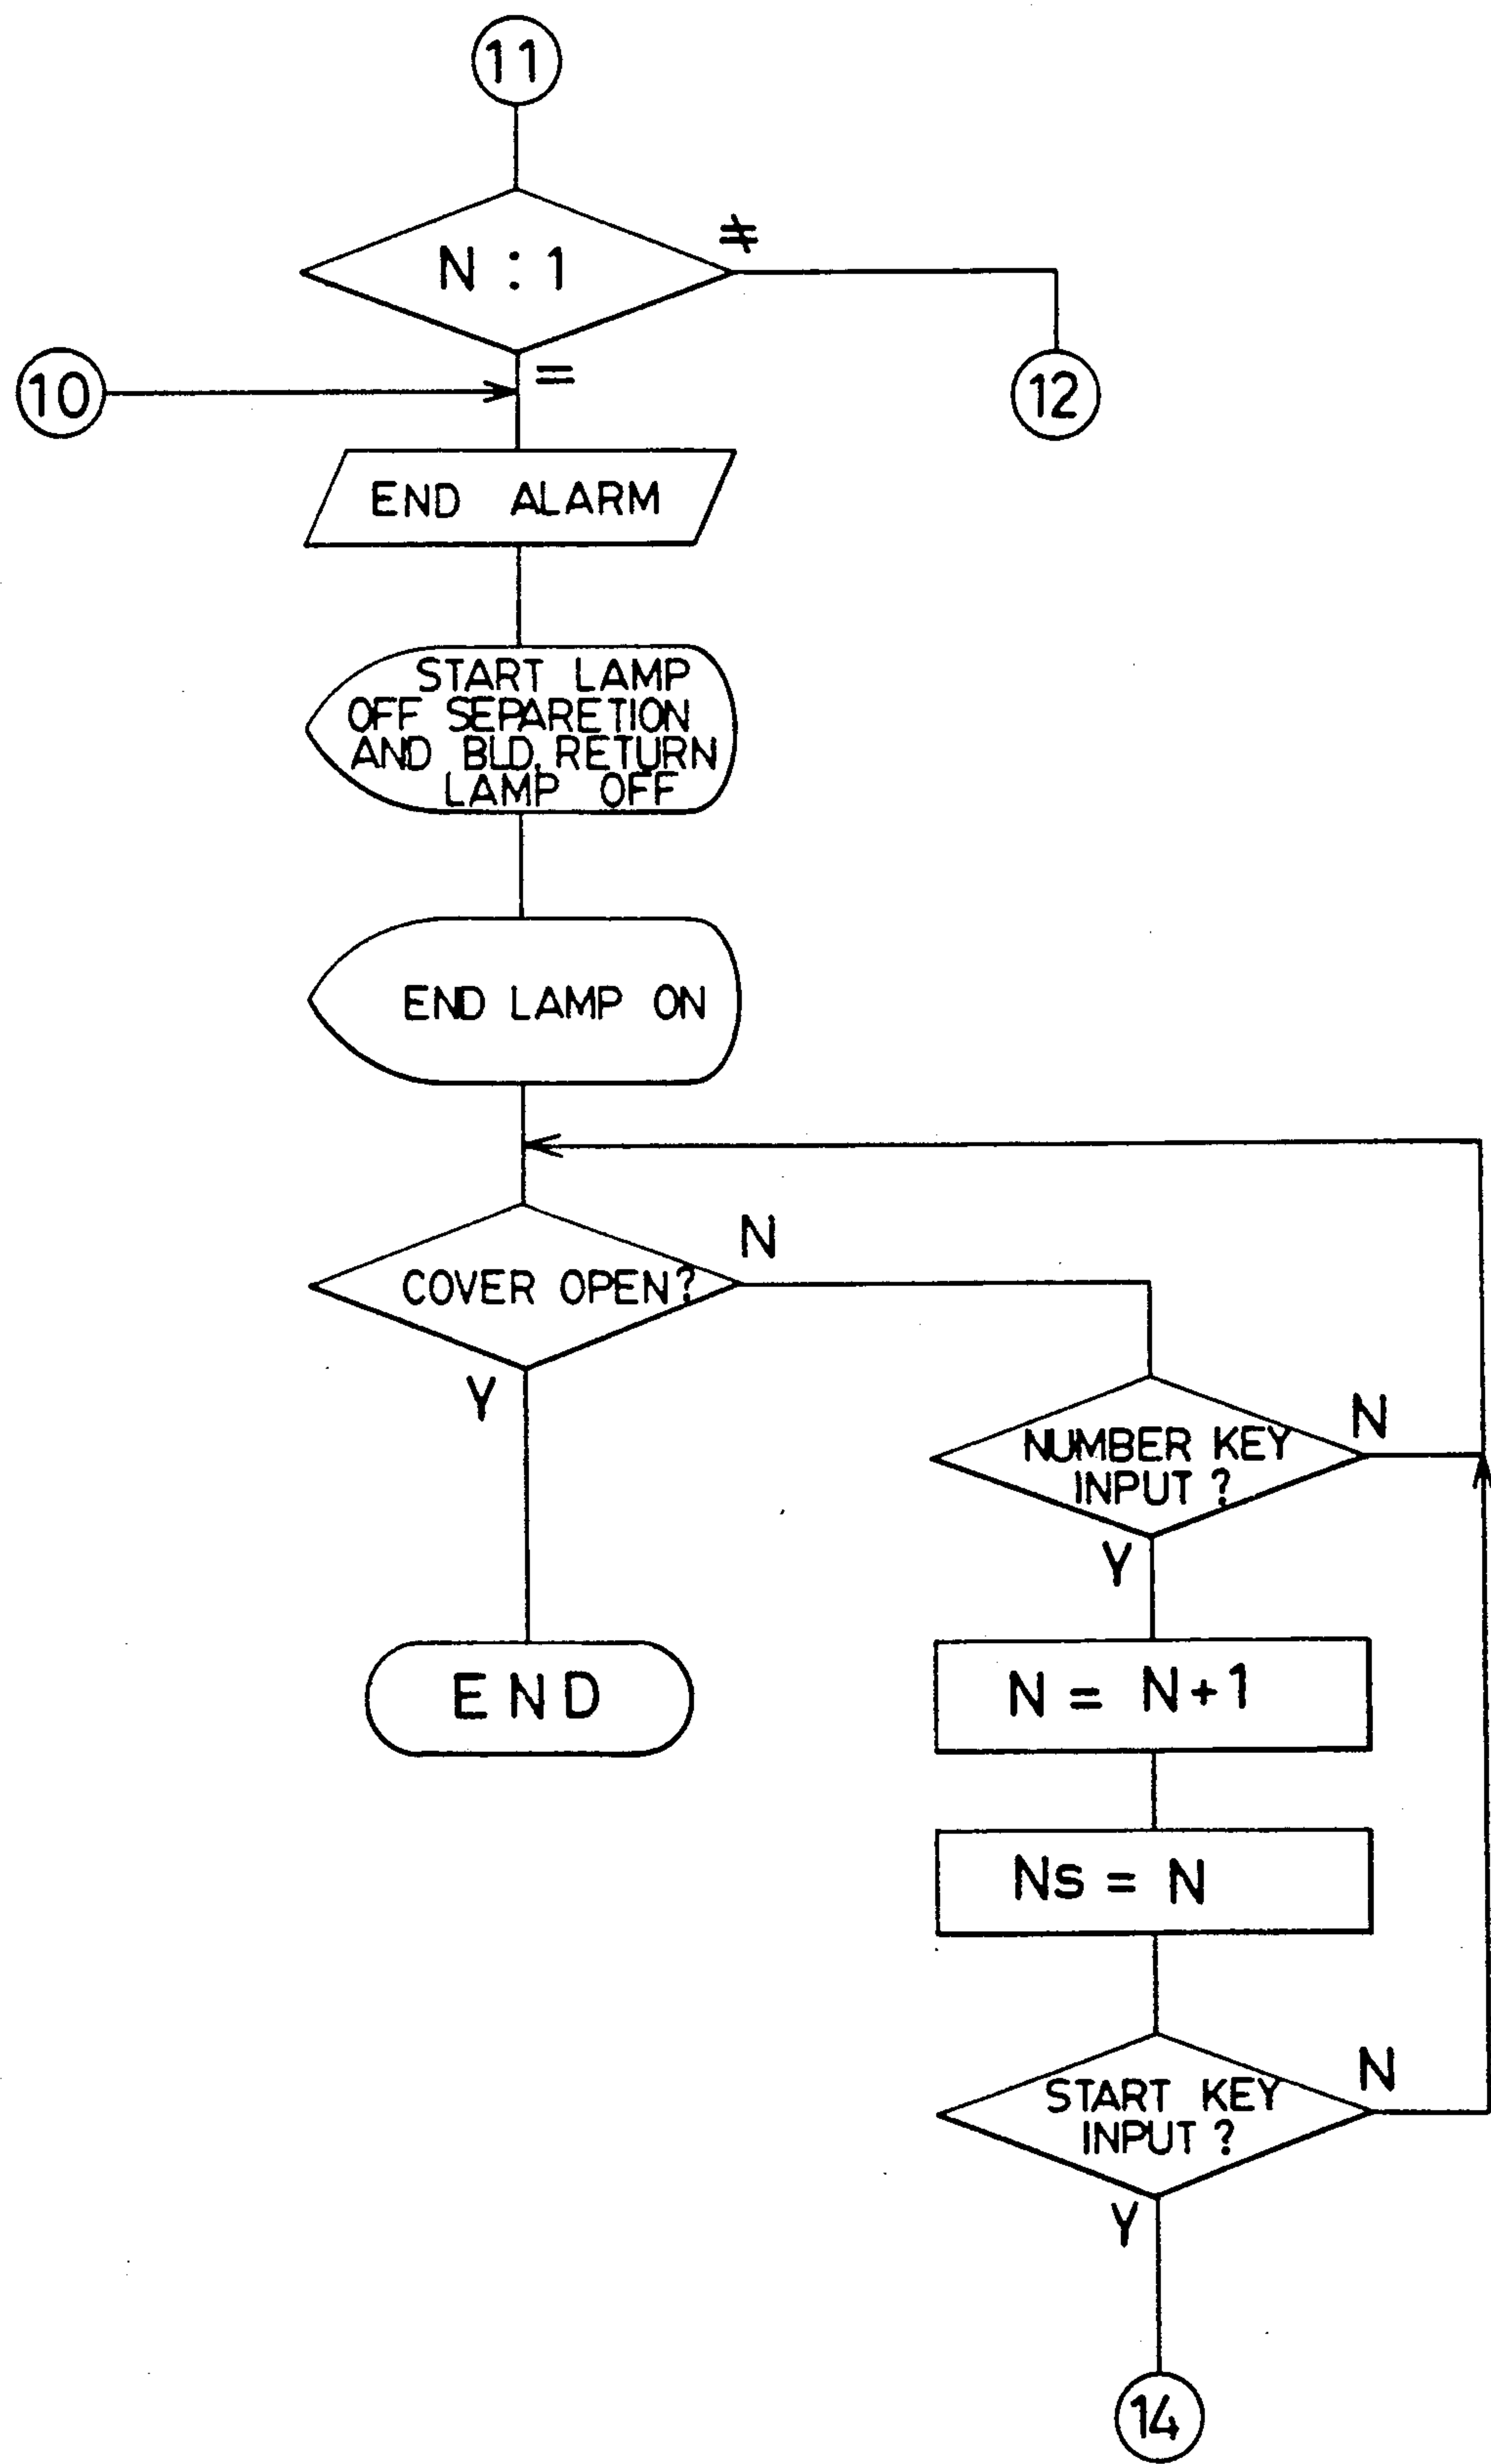 11
N : 1
≠
=
10
12
END ALARM
START LAMP
OFF SEPARETION
AND BLD. RETURN
LAMP OFF
END LAMP ON
COVER OPEN?
N
Y
NUMBER KEY
INPUT ?
N
Y
END
N = N+1
Ns = N
START KEY
INPUT ?
N
Y
14